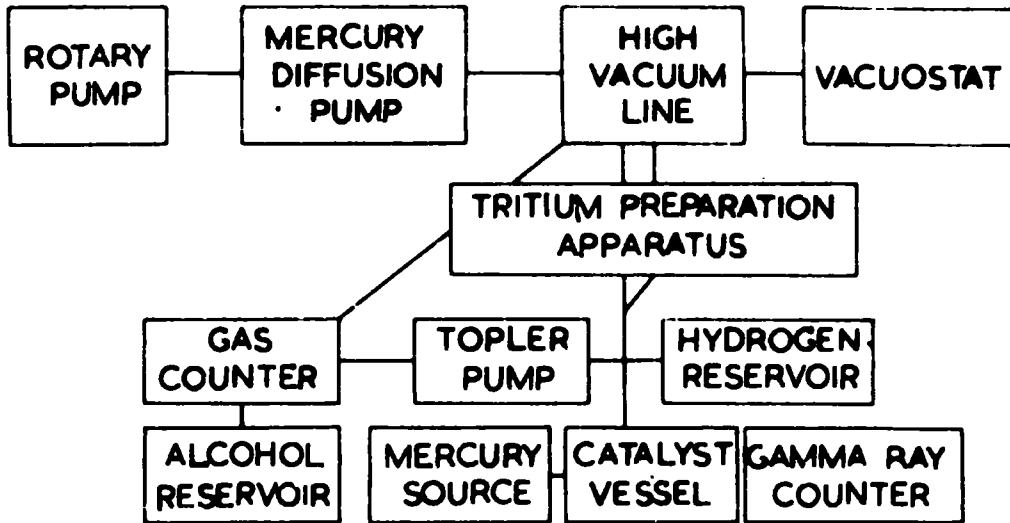 ROTARY
PUMP
MERCURY
DIFFUSION
PUMP
HIGH
VACUUM
LINE
VACUOSTAT
TRITIUM PREPARATION
APPARATUS
GAS
COUNTER
TOPLER
PUMP
HYDROGEN
RESERVOIR
ALCOHOL
RESERVOIR
MERCURY
SOURCE
CATALYST
VESSEL
GAMMA RAY
COUNTER